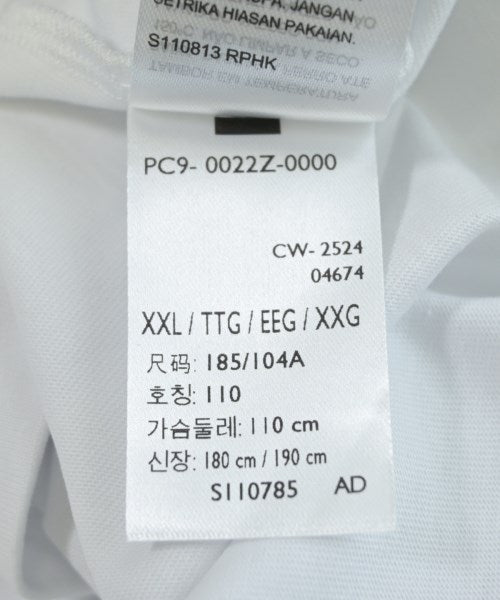 SETRIKA HIASAN PAKAIAN.
S110813 RPHK
PC9- 0022Z-0000
CW- 2524
04674
XXL / TTG / EEG / XXG
尺码: 185/104A
호칭: 110
가슴둘레: 110 cm
신장: 180 cm / 190 cm
S110785 AD